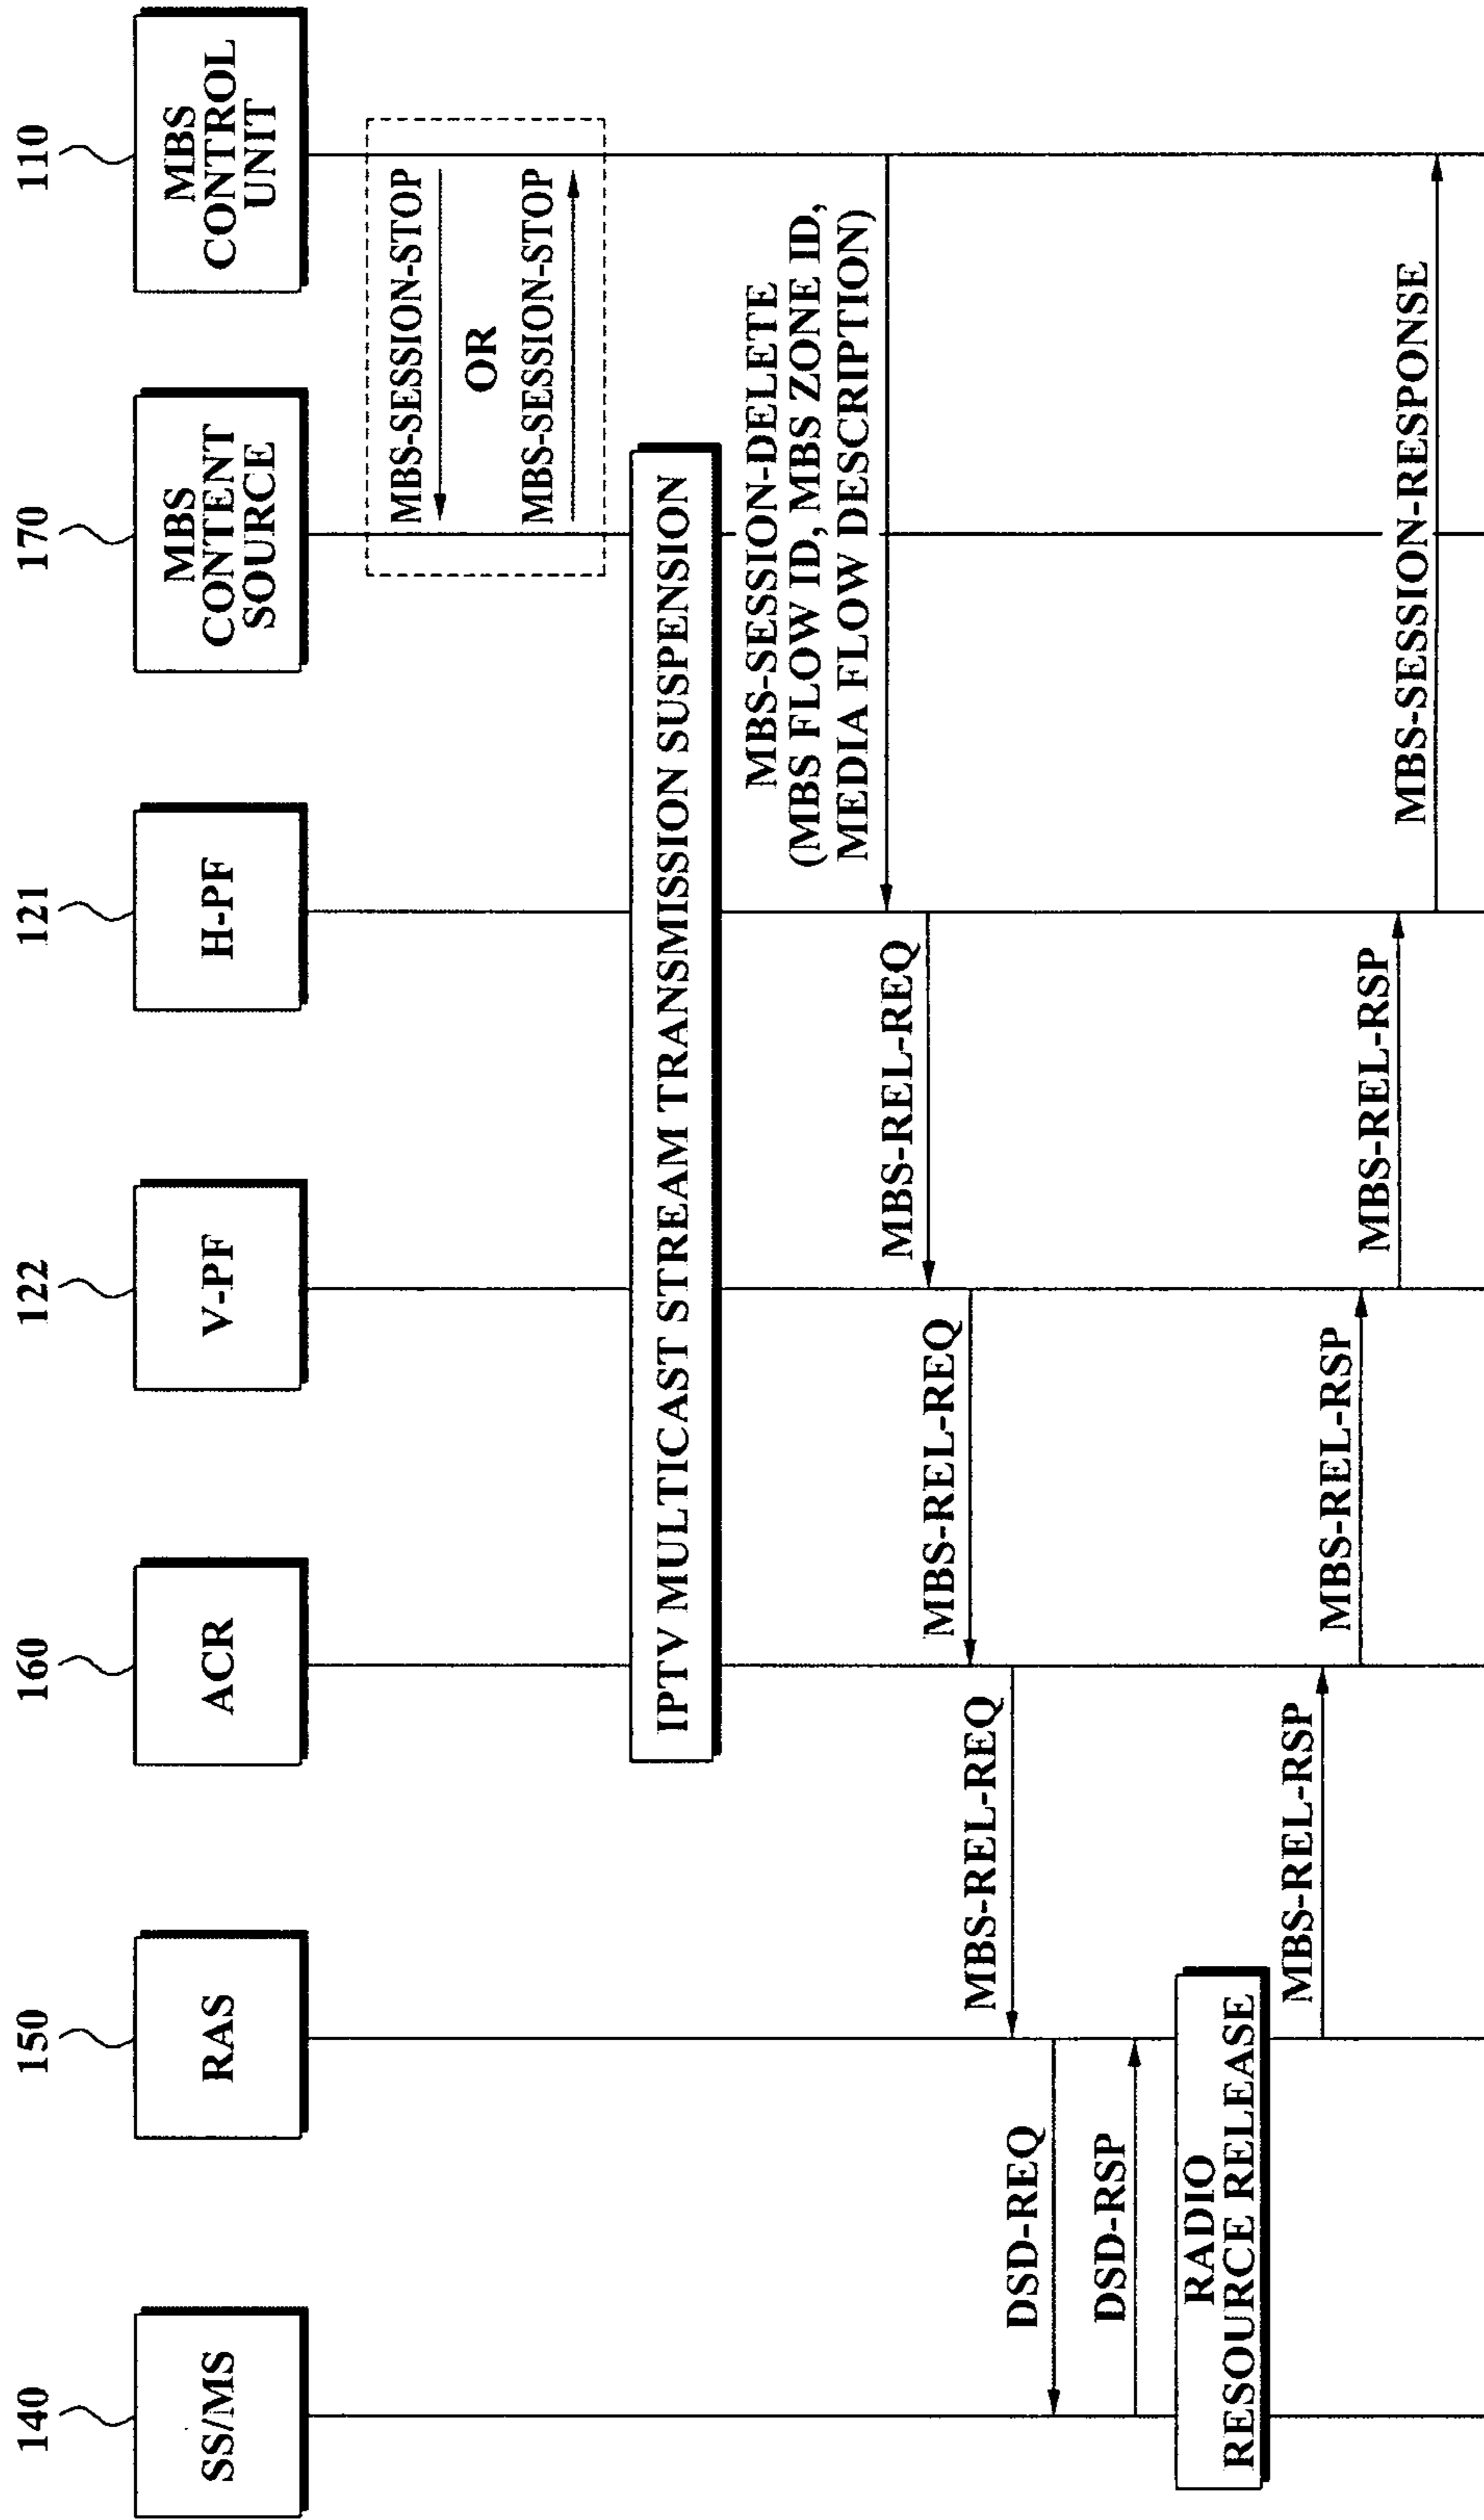 140
150
160
122
121
170
110
SS/MS
RAS
ACR
V-PF
H-PF
MBS
CONTENT
SOURCE
MBS
CONTROL
UNIT
MBS-SESSION-STOP
OR
MBS-SESSION-STOP
IPTV MULTICAST STREAM TRANSMISSION SUSPENSION
MBS-SESSION-DELETE
(MBS FLOW ID, MBS ZONE ID,
MEDIA FLOW DESCRIPTION)
MBS-REL-REQ
MBS-REL-REQ
MBS-REL-REQ
DSD-REQ
DSD-RSP
RADIO
RESOURCE RELEASE
MBS-REL-RSP
MBS-REL-RSP
MBS-REL-RSP
MBS-SESSION-RESPONSE